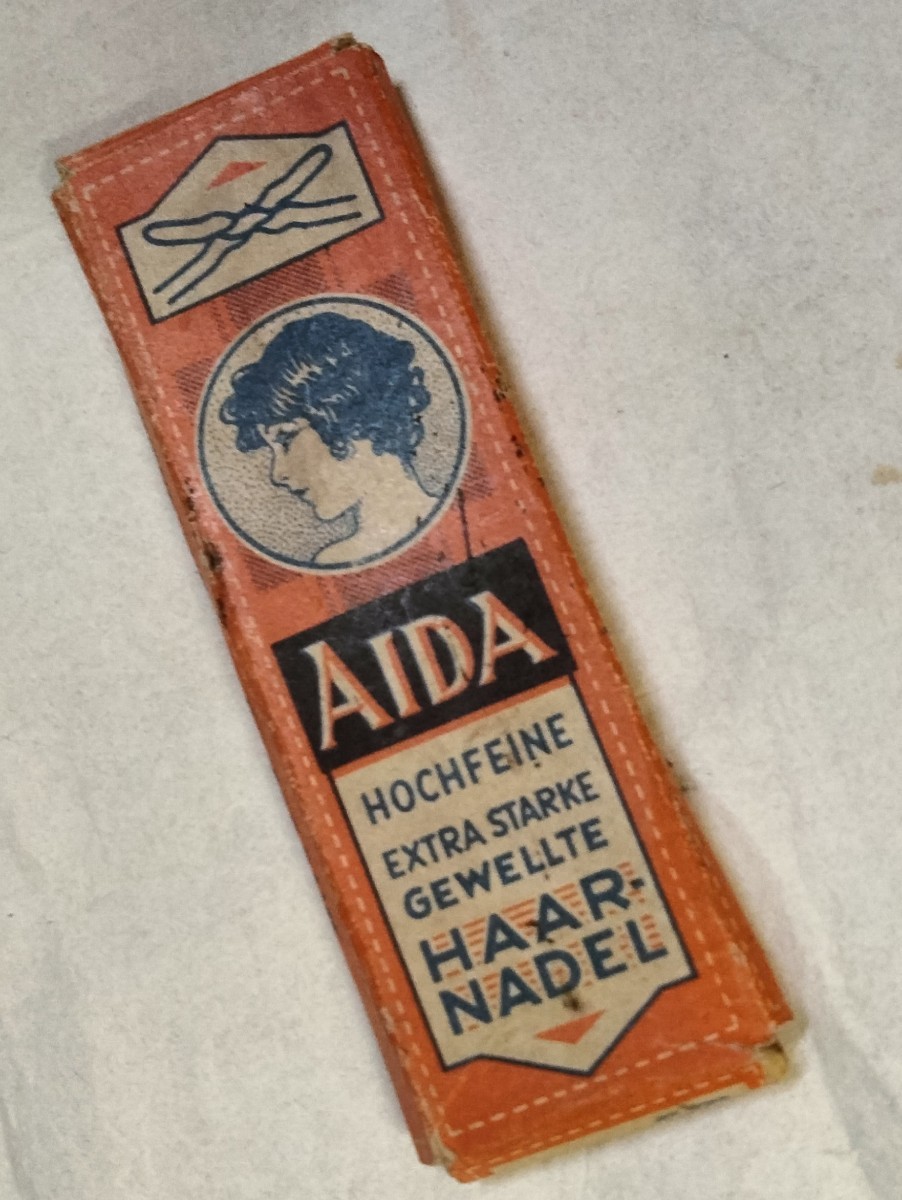 AIDA
HOCHFEINE
EXTRA STARKE
GEWELLTE
HAAR-
NADEL